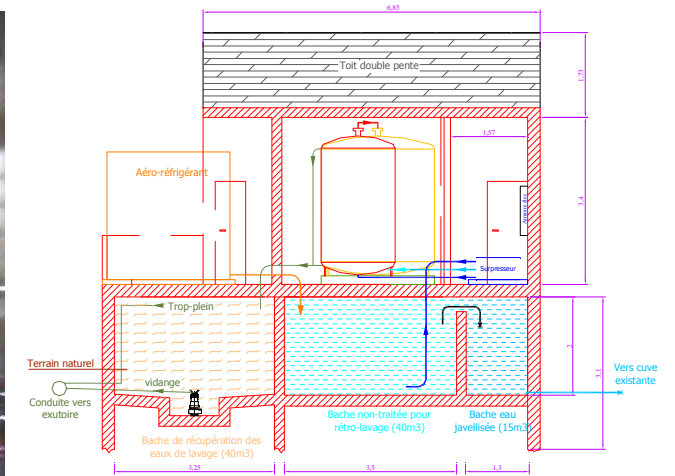 6,85
Toit double pente
1,73
1,57
Aéro-réfrigérant
3,4
Armoire élec
Surpresseur
Trop-plein
Terrain naturel
2
3,1
vidange
Vers cuve
existante
Conduite vers
exutoire
Bache non-traitée pour
rétro-lavage (40m3)
Bache eau
javellisée (15m3)
Bache de récupération des
eaux de lavage (40m3)
3,25
3,5
1,3